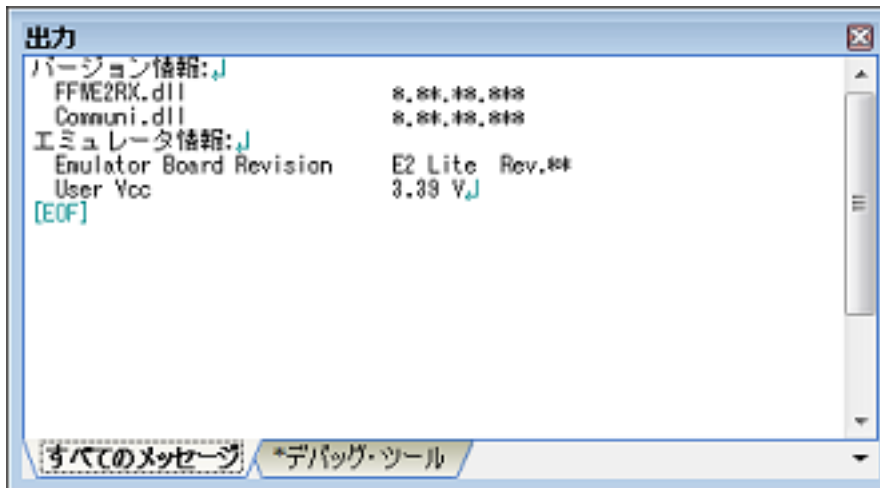 出力
バージョン情報:↲
FFWE2RX.dll *.**.**.***
Communi.dll *.**.**.***
エミュレータ情報:↲
Emulator Board Revision E2 Lite Rev.**
User Vcc 3.39 V↲
[EOF]
すべてのメッセージ *デバッグ・ツール